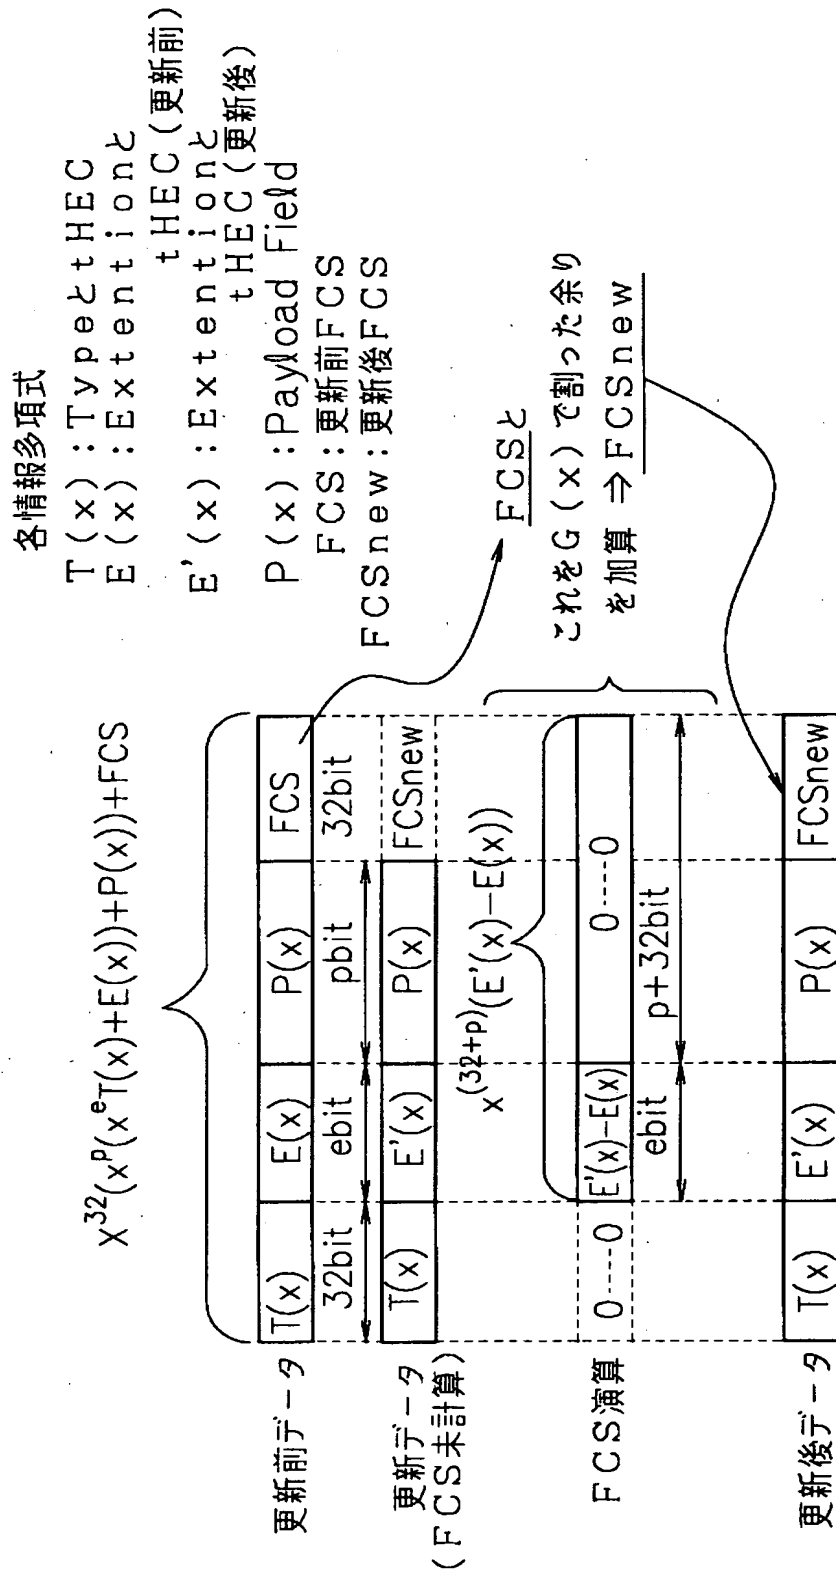 各情報多項式
T(x):TypeとtHEC
E(x):Extentionと
tHEC(更新前)
E'(x):Extentionと
tHEC(更新後)
P(x):Payload Field
FCS:更新前FCS
FCSnew:更新後FCS
X^32(x^p(x^eT(x)+E(x))+P(x))+FCS
更新前データ
T(x) E(x) P(x) FCS
32bit ebit pbit 32bit
更新データ
(FCS未計算)
T(x) E'(x) P(x) FCSnew
x^(32+p)(E'(x)-E(x))
FCS演算
0----0 E'(x)-E(x) 0----0
ebit p+32bit
FCSと
これをG(x)で割った余り
を加算 ⇒FCSnew
更新後データ
T(x) E'(x) P(x) FCSnew